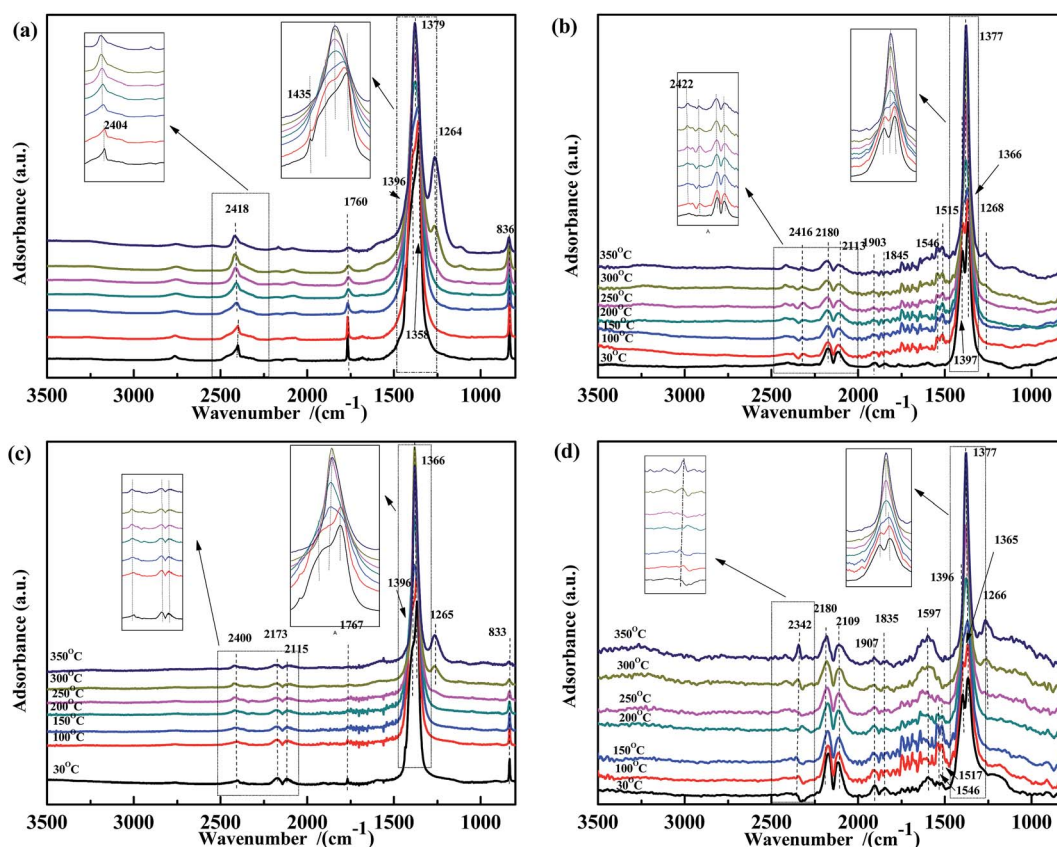 (a)
Adsorbance (a.u.)
2404
2418
1435
1379
1264
1396
1760
1358
836
3500 3000 2500 2000 1500 1000
Wavenumber /(cm-1)
(b)
Adsorbance (a.u.)
2422
1377
1366
1515
1268
1546
2416 2180 2113 1903 1845
1397
350°C
300°C
250°C
200°C
150°C
100°C
30°C
3500 3000 2500 2000 1500 1000
Wavenumber /(cm-1)
(c)
Adsorbance (a.u.)
A
1366
1396
1265
1767
2400 2173 2115
833
350°C
300°C
250°C
200°C
150°C
100°C
30°C
3500 3000 2500 2000 1500 1000
Wavenumber /(cm-1)
(d)
Adsorbance (a.u.)
1377
1365
1396
1266
2342 2180 2109 1907 1835 1597
1517
1546
350°C
300°C
250°C
200°C
150°C
100°C
30°C
3500 3000 2500 2000 1500 1000
Wavenumber /(cm-1)